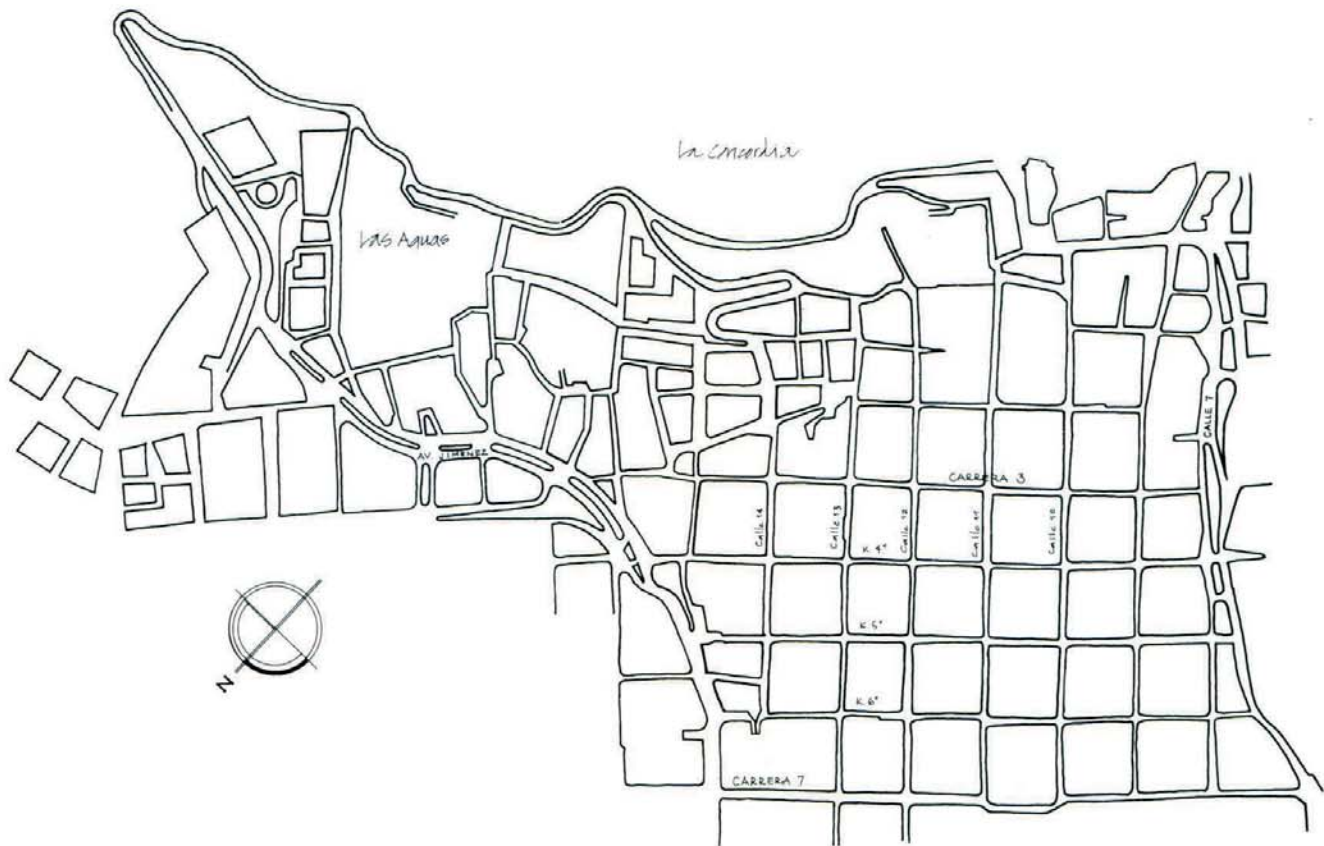 La Concordia
Las Aguas
CALLE 7
AV. JIMENEZ
CARRERA 3
Calle 14
Calle 13
Calle 12
Calle 11
Calle 10
K 4ª
K 5ª
N
K 6ª
CARRERA 7